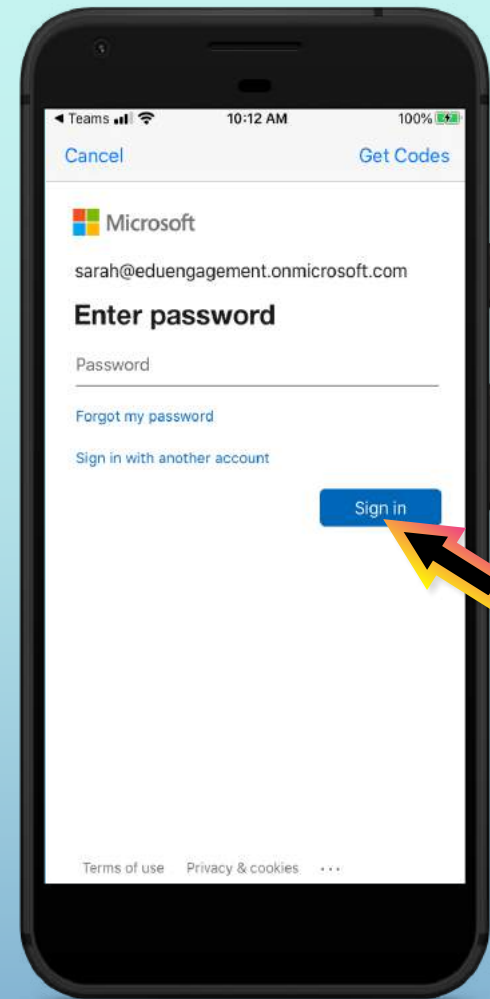 Teams 10:12 AM 100%
Cancel Get Codes
Microsoft
sarah@eduengagement.onmicrosoft.com
Enter password
Password
Forgot my password
Sign in with another account
Sign in
Terms of use Privacy & cookies ...